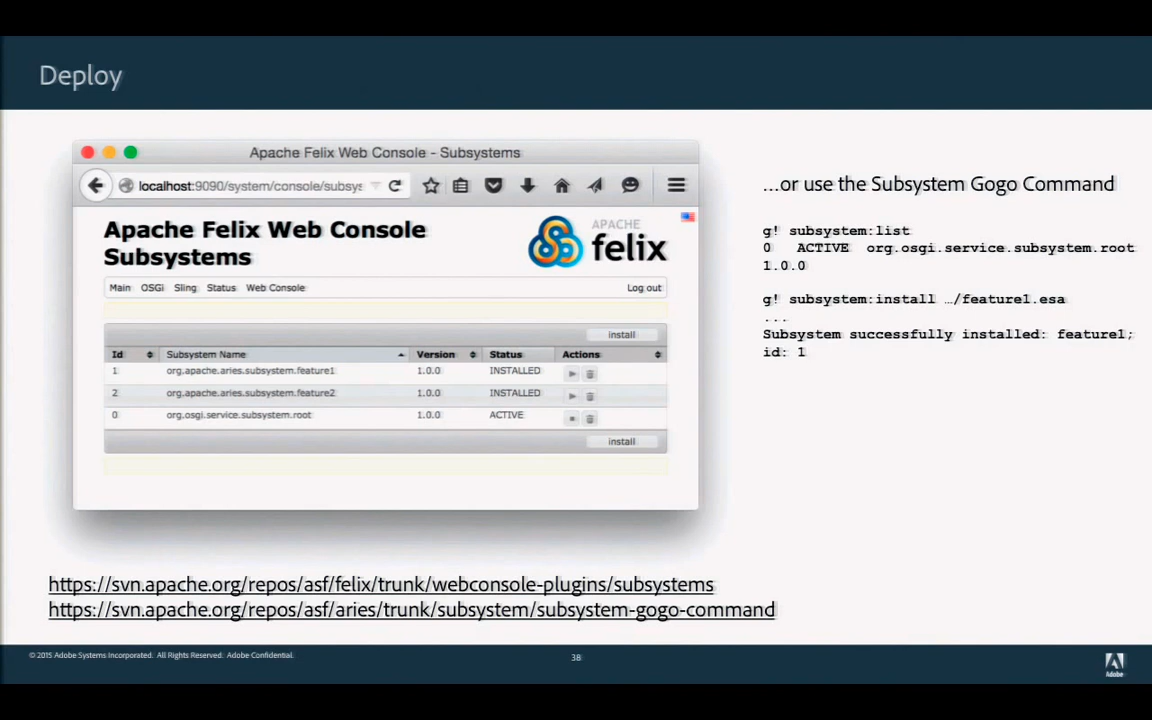 Deploy
Apache Felix Web Console - Subsystems
localhost:9090/system/console/subsys
Apache Felix Web Console
Subsystems
APACHE
felix
Main OSGi Sling Status Web Console Log out
install
Id Subsystem Name Version Status Actions
1 org.apache.aries.subsystem.feature1 1.0.0 INSTALLED
2 org.apache.aries.subsystem.feature2 1.0.0 INSTALLED
0 org.osgi.service.subsystem.root 1.0.0 ACTIVE
install
...or use the Subsystem Gogo Command
g! subsystem:list
0 ACTIVE org.osgi.service.subsystem.root
1.0.0
g! subsystem:install …/feature1.esa
...
Subsystem successfully installed: feature1;
id: 1
https://svn.apache.org/repos/asf/felix/trunk/webconsole-plugins/subsystems
https://svn.apache.org/repos/asf/aries/trunk/subsystem/subsystem-gogo-command
© 2015 Adobe Systems Incorporated. All Rights Reserved. Adobe Confidential.
38
Adobe